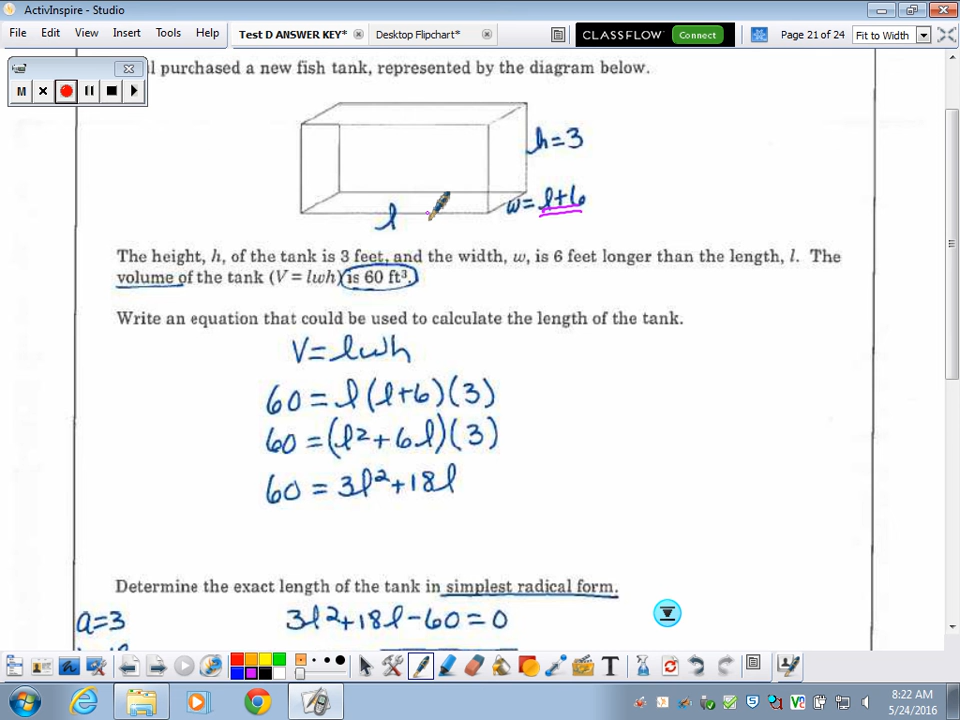 ActivInspire - Studio
File Edit View Insert Tools Help
Test D ANSWER KEY*
Desktop Flipchart*
CLASSFLOW Connect
Page 21 of 24
Fit to Width
M
purchased a new fish tank, represented by the diagram below.
h=3
w=l+6
l
The height, h, of the tank is 3 feet, and the width, w, is 6 feet longer than the length, l. The
volume of the tank (V = lwh) is 60 ft³.
Write an equation that could be used to calculate the length of the tank.
V=lwh
60=l(l+6)(3)
60=(l²+6l)(3)
60=3l²+18l
Determine the exact length of the tank in simplest radical form.
a=3
3l²+18l-60=0
T
8:22 AM
5/24/2016